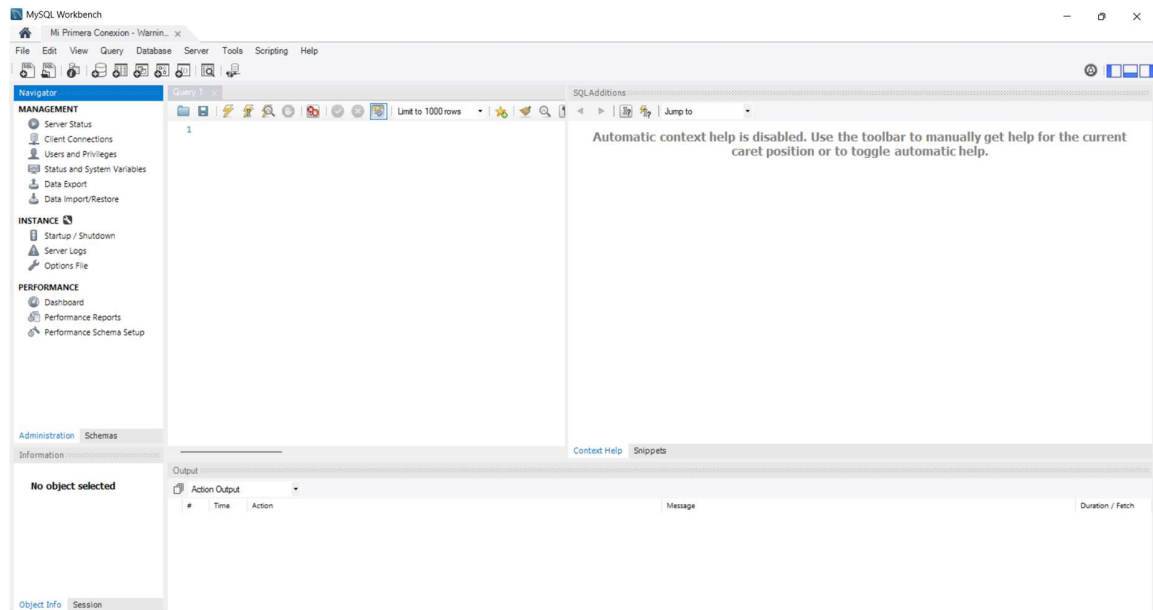 MySQL Workbench
Mi Primera Conexion - Warnin... ×
File Edit View Query Database Server Tools Scripting Help
Navigator
MANAGEMENT
Server Status
Client Connections
Users and Privileges
Status and System Variables
Data Export
Data Import/Restore
INSTANCE
Startup / Shutdown
Server Logs
Options File
PERFORMANCE
Dashboard
Performance Reports
Performance Schema Setup
Administration Schemas
Information
No object selected
Object Info Session
Query 1 ×
Limit to 1000 rows
1
SQLAdditions
Jump to
Automatic context help is disabled. Use the toolbar to manually get help for the current
caret position or to toggle automatic help.
Context Help Snippets
Output
Action Output
# Time Action Message Duration / Fetch